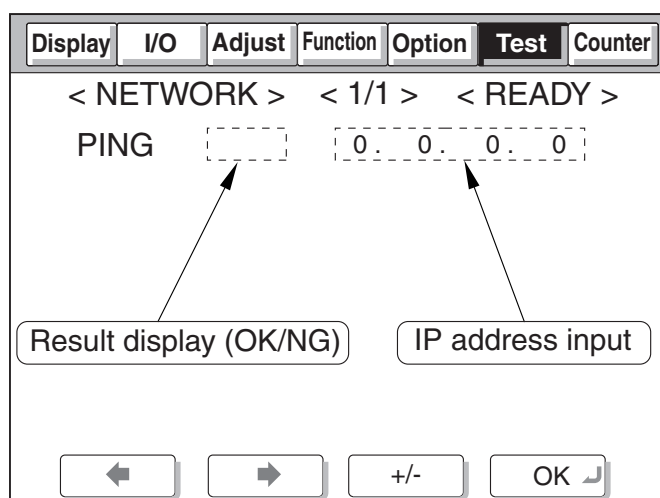 Display I/O Adjust Function Option Test Counter
< NETWORK > < 1/1 > < READY >
PING 0. 0. 0. 0
Result display (OK/NG) IP address input
+/- OK